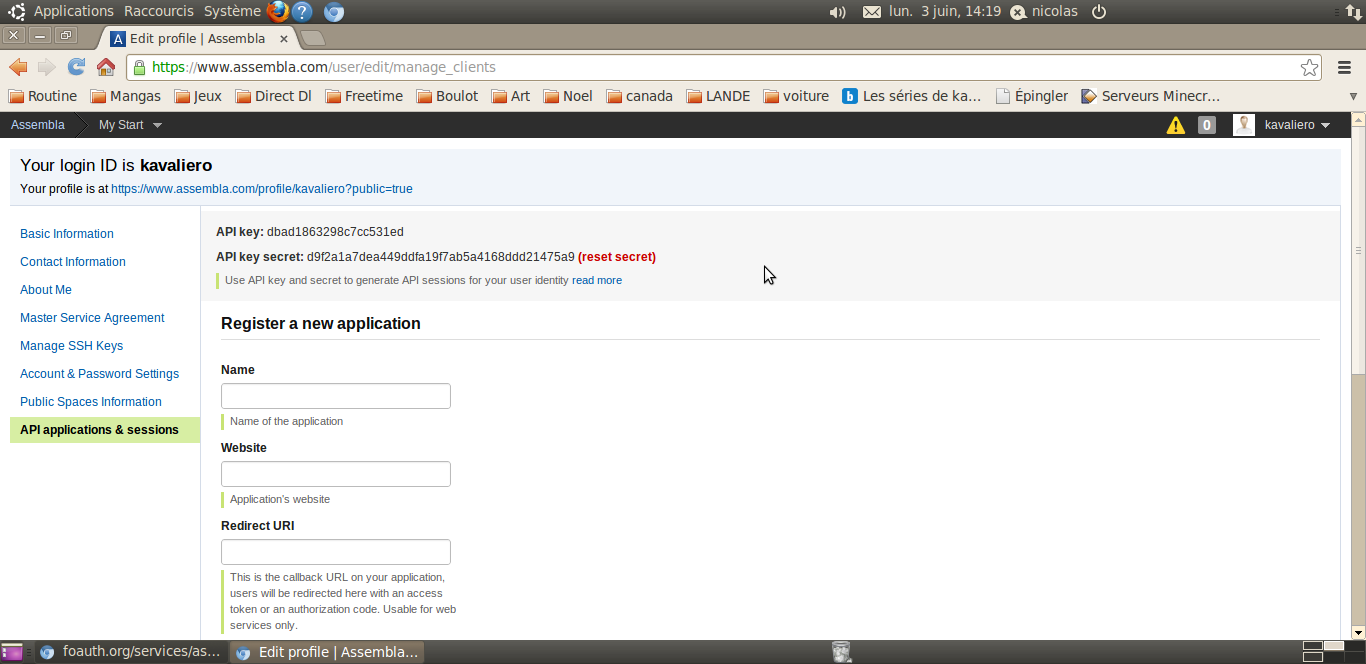 Applications Raccourcis Système lun. 3 juin, 14:19 nicolas
Edit profile | Assembla
https://www.assembla.com/user/edit/manage_clients
Routine Mangas Jeux Direct Dl Freetime Boulot Art Noel canada LANDE voiture Les séries de ka... Épingler Serveurs Minecr...
Assembla My Start 0 kavaliero
Your login ID is kavaliero
Your profile is at https://www.assembla.com/profile/kavaliero?public=true
Basic Information
Contact Information
About Me
Master Service Agreement
Manage SSH Keys
Account & Password Settings
Public Spaces Information
API applications & sessions
API key: dbad1863298c7cc531ed
API key secret: d9f2a1a7dea449ddfa19f7ab5a4168ddd21475a9 (reset secret)
Use API key and secret to generate API sessions for your user identity read more
Register a new application
Name
Name of the application
Website
Application's website
Redirect URI
This is the callback URL on your application,
users will be redirected here with an access
token or an authorization code. Usable for web
services only.
foauth.org/services/as... Edit profile | Assembla...